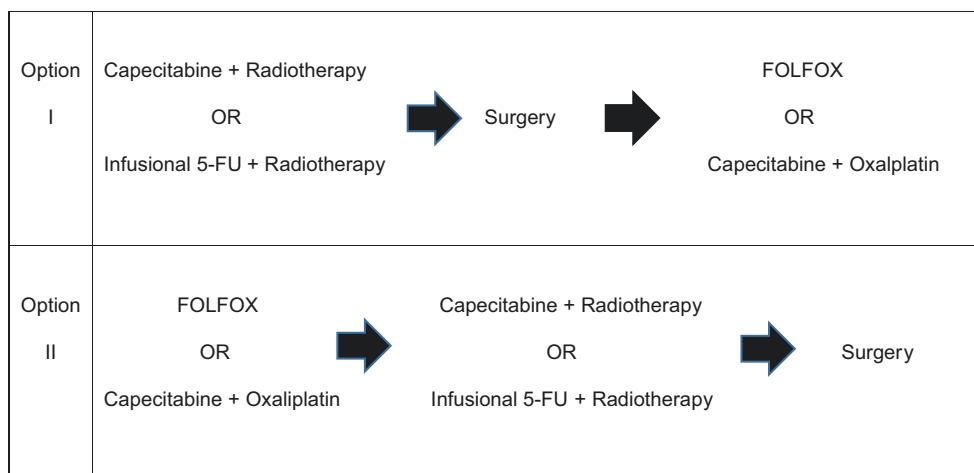 Option
I
Capecitabine + Radiotherapy
OR
Infusional 5-FU + Radiotherapy
Surgery
FOLFOX
OR
Capecitabine + Oxalplatin
Option
II
FOLFOX
OR
Capecitabine + Oxaliplatin
Capecitabine + Radiotherapy
OR
Infusional 5-FU + Radiotherapy
Surgery